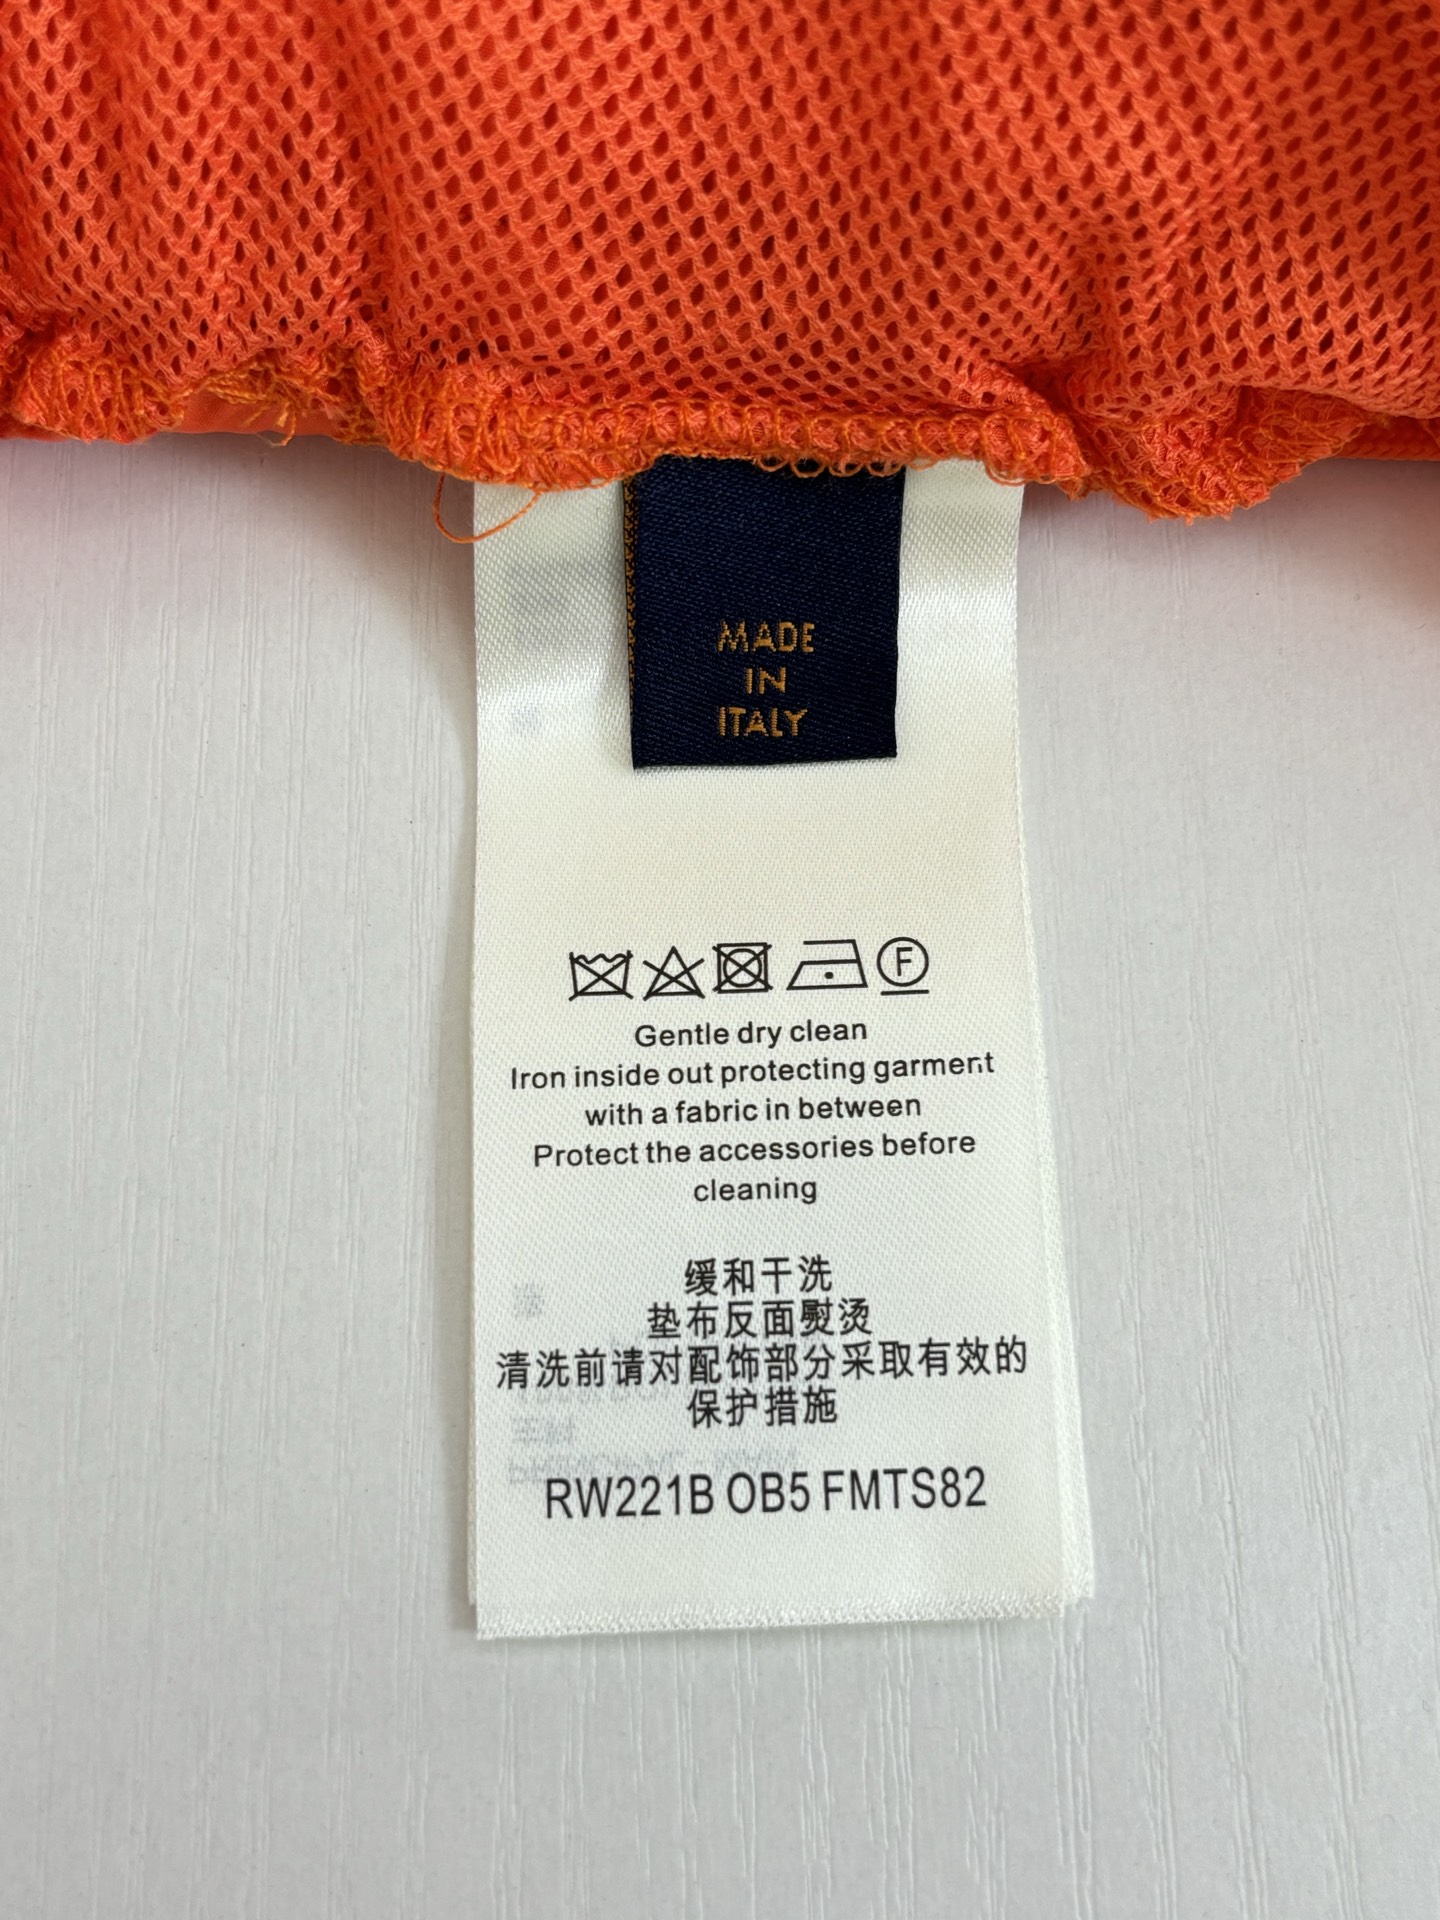 MADE
IN
ITALY
F
Gentle dry clean
Iron inside out protecting garment
with a fabric in between
Protect the accessories before
cleaning
缓和干洗
垫布反面熨烫
清洗前请对配饰部分采取有效的
保护措施
RW221B OB5 FMTS82